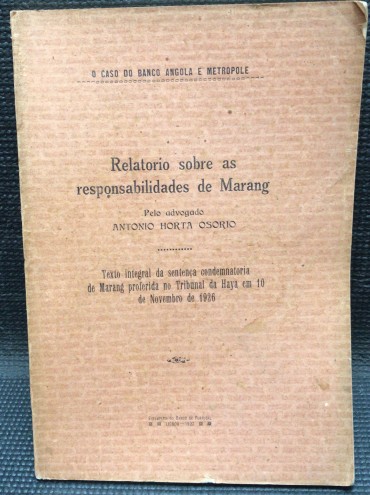 O CASO DO BANCO ANGOLA E METROPOLE
Relatorio sobre as
responsabilidades de Marang
Pelo advogado
ANTONIO HORTA OSORIO
Texto integral da sentença condemnatoria
de Marang proferida no Tribunal da Haya em 10
de Novembro de 1926